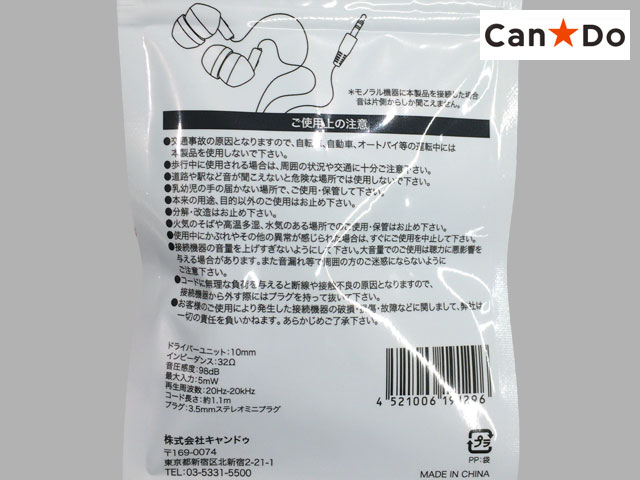 Can★Do
＊モノラル機器に本製品を接続した場合
音は片側からしか聞こえません。
ご使用上の注意
●交通事故の原因となりますので、自転車、自動車、オートバイ等の運転中には
本製品を使用しないで下さい。
●歩行中に使用される場合は、周囲の状況や交通に十分ご注意下さい。
●道路や駅など音が聞こえないと危険な場所では使用しないで下さい。
●乳幼児の手の届かない場所で、ご使用・保管して下さい。
●本来の用途、目的以外のご使用はお止め下さい。
●分解・改造はお止め下さい。
●火気のそばや高温多湿、水気のある場所でのご使用・保管はお止め下さい。
●使用中にかぶれやその他の異常が感じられた場合は、すぐにご使用を中止して下さい。
●接続機器の音量を上げすぎないようにして下さい。大音量でのご使用は聴力に悪影響を
与える場合があります。また音漏れ等で周囲の方のご迷惑にならないように
ご注意下さい。
●コードに無理な負荷を与えると断線や接触不良の原因となりますので、
接続機器から外す際にはプラグを持って抜いて下さい。
●お客様のご使用により発生した接続機器の破損・損傷・故障などに関しまして、弊社は
一切の責任を負いかねます。あらかじめご了承下さい。
ドライバーユニット:10mm
インピーダンス:32Ω
音圧感度:98dB
最大入力:5mW
再生周波数:20Hz-20kHz
コード長さ:約1.1m
プラグ:3.5mmステレオミニプラグ
4 521006 191296
株式会社キャンドゥ
〒169-0074
東京都新宿区北新宿2-21-1
TEL:03-5331-5500
プラ
PP:袋
MADE IN CHINA